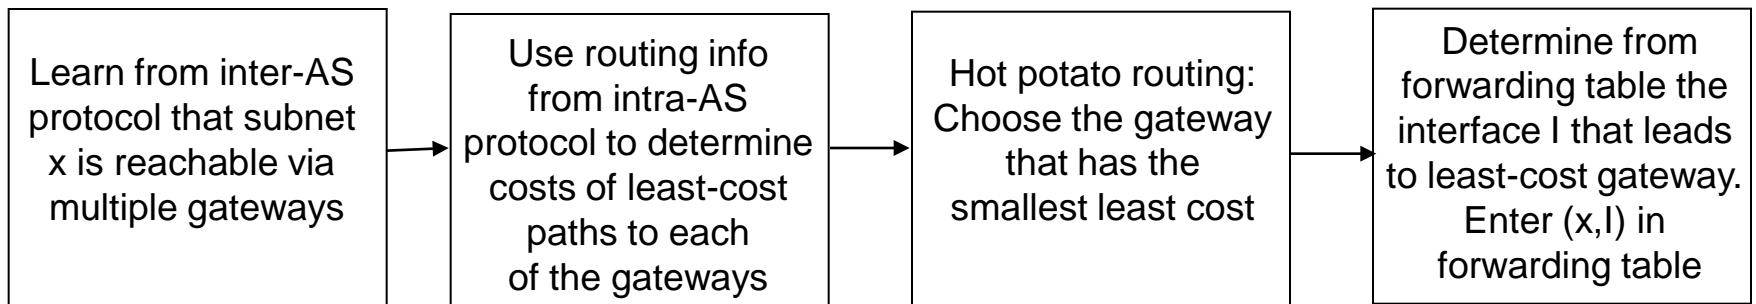 Learn from inter-AS
protocol that subnet
x is reachable via
multiple gateways
Use routing info
from intra-AS
protocol to determine
costs of least-cost
paths to each
of the gateways
Hot potato routing:
Choose the gateway
that has the
smallest least cost
Determine from
forwarding table the
interface I that leads
to least-cost gateway.
Enter (x,I) in
forwarding table